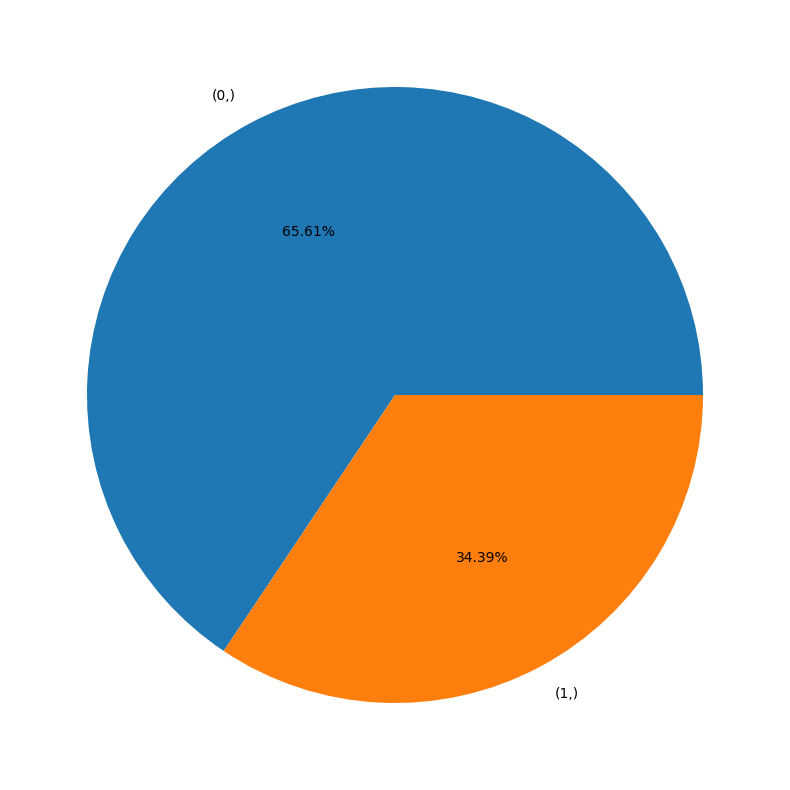 (0,)
65.61%
34.39%
(1,)